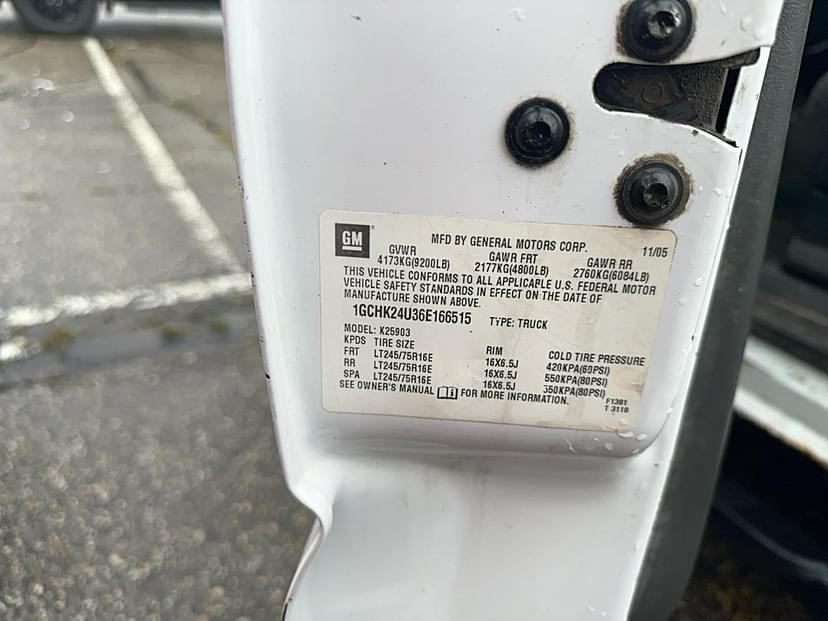 GM
MFD BY GENERAL MOTORS CORP. 11/05
GVWR GAWR FRT GAWR RR
4173KG(9200LB) 2177KG(4800LB) 2760KG(6084LB)
THIS VEHICLE CONFORMS TO ALL APPLICABLE U.S. FEDERAL MOTOR
VEHICLE SAFETY STANDARDS IN EFFECT ON THE DATE OF
MANUFACTURE SHOWN ABOVE.
1GCHK24U36E166515 TYPE: TRUCK
MODEL: K25903
KPDS TIRE SIZE RIM COLD TIRE PRESSURE
FRT LT245/75R16E 16X6.5J 420KPA(60PSI)
RR LT245/75R16E 16X6.5J 550KPA(80PSI)
SPA LT245/75R16E 16X6.5J 550KPA(80PSI)
SEE OWNER'S MANUAL FOR MORE INFORMATION.
F1301
T 3110